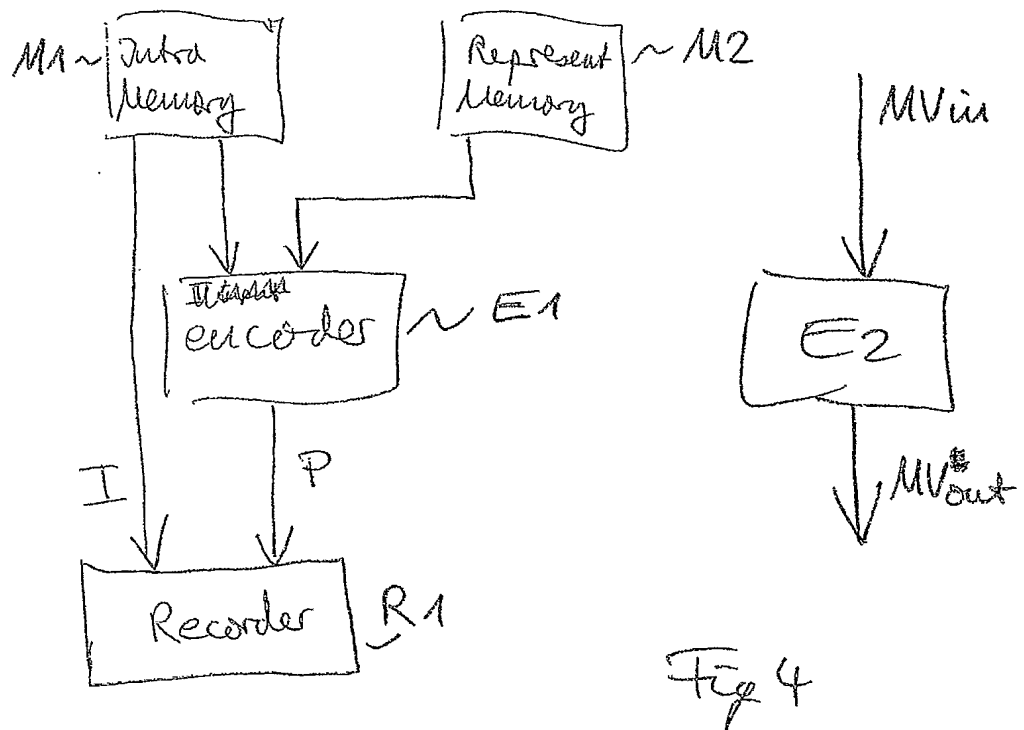 M1 ~
Intra
Memory
Represent
Memory
~ M2
MVin
encoder
~ E1
E2
I
P
MVout
Recorder
R1
Fig 4